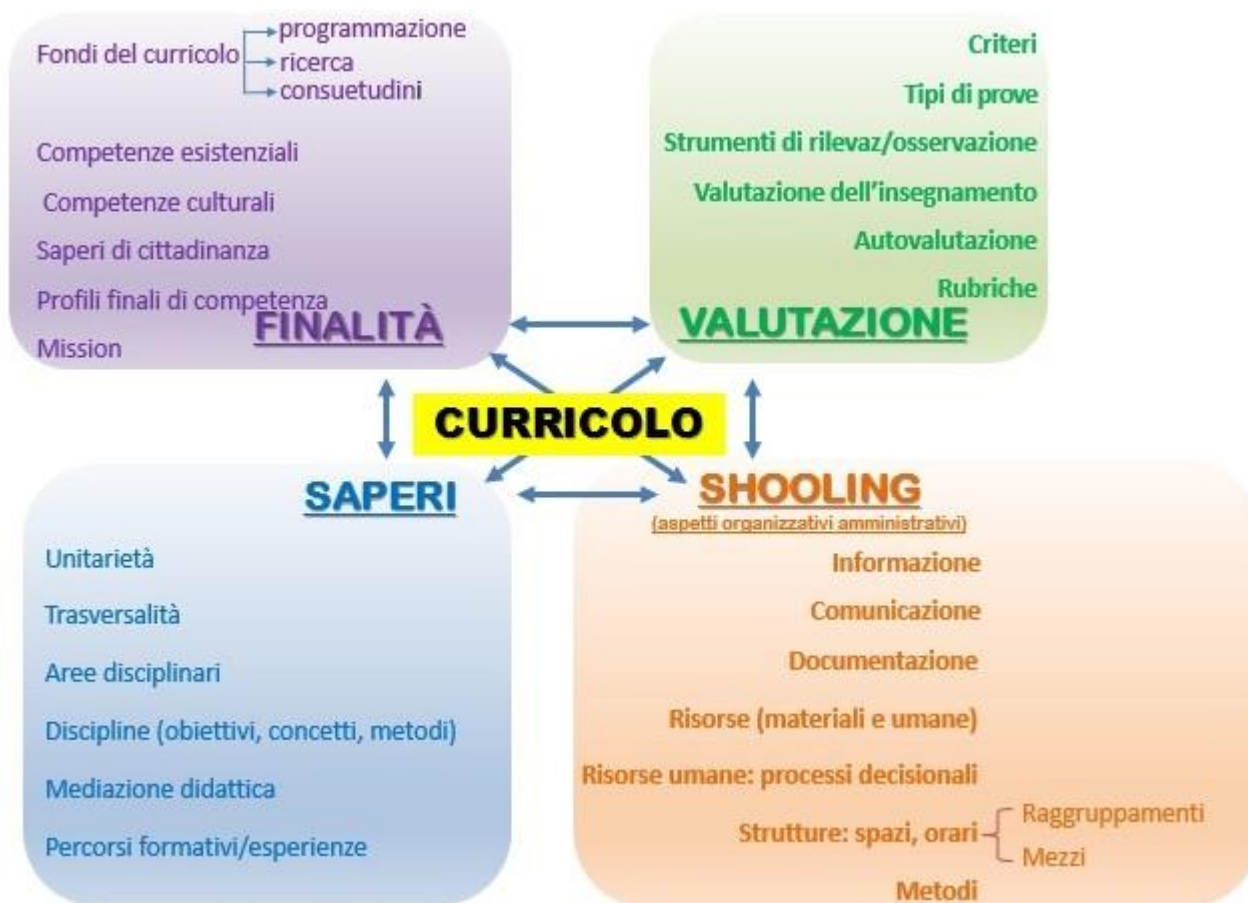 Fondi del curricolo
programmazione
ricerca
consuetudini
Competenze esistenziali
Competenze culturali
Saperi di cittadinanza
Profili finali di competenza
FINALITÀ
Mission
Criteri
Tipi di prove
Strumenti di rilevaz/osservazione
Valutazione dell'insegnamento
Autovalutazione
Rubriche
VALUTAZIONE
CURRICOLO
SAPERI
Unitarietà
Trasversalità
Aree disciplinari
Discipline (obiettivi, concetti, metodi)
Mediazione didattica
Percorsi formativi/esperienze
SHOOLING
(aspetti organizzativi amministrativi)
Informazione
Comunicazione
Documentazione
Risorse (materiali e umane)
Risorse umane: processi decisionali
Strutture: spazi, orari
Raggruppamenti
Mezzi
Metodi